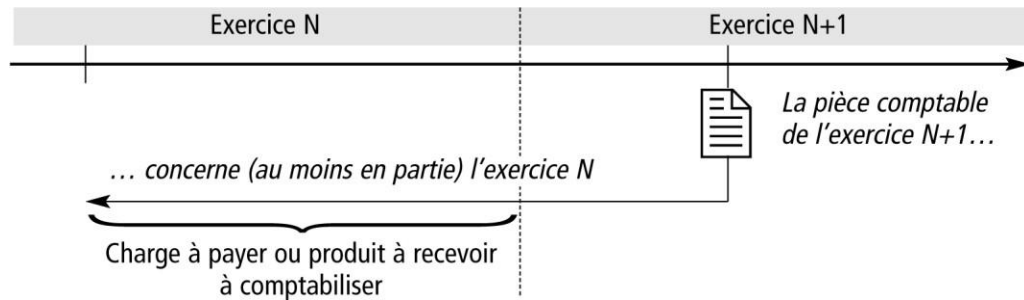 Exercice N
Exercice N+1
La pièce comptable
de l’exercice N+1…
… concerne (au moins en partie) l’exercice N
Charge à payer ou produit à recevoir
à comptabiliser